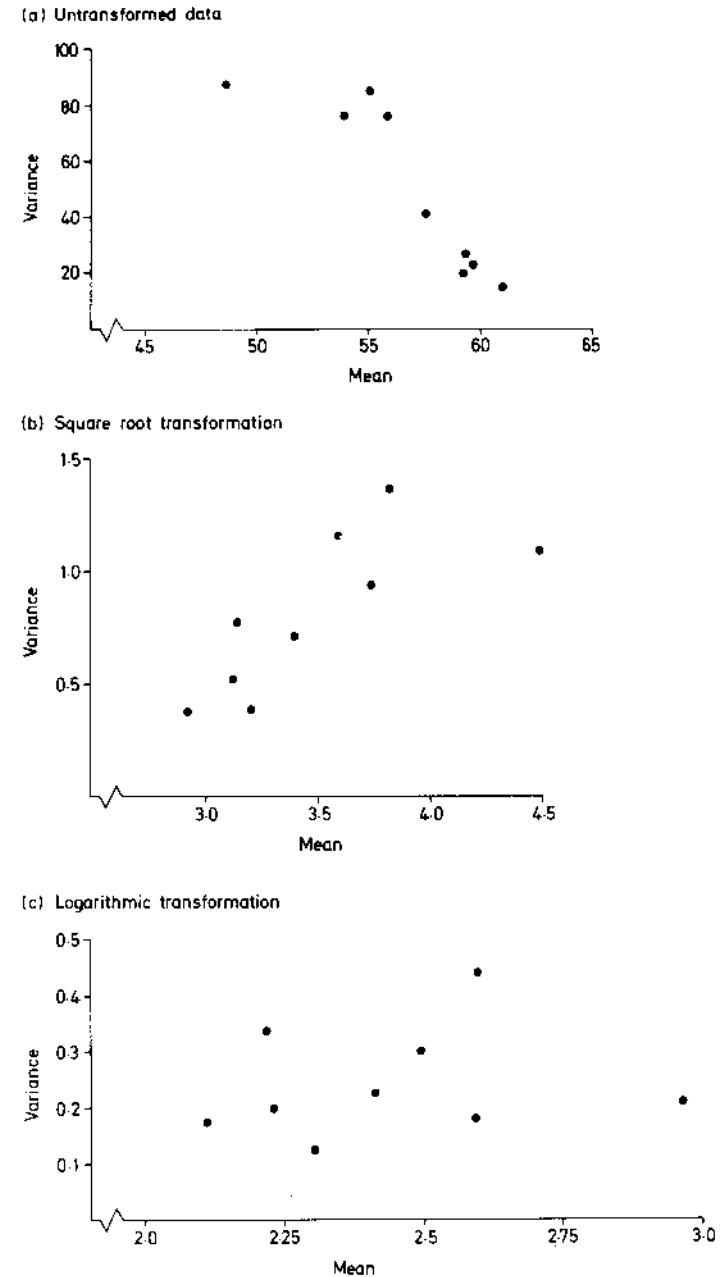 (a) Untransformed data
100
80
60
40
20
Variance
45 50 55 60 65
Mean
(b) Square root transformation
1·5
1·0
0·5
Variance
3·0 3·5 4·0 4·5
Mean
(c) Logarithmic transformation
0·5
0·4
0·3
0·2
0·1
Variance
2·0 2·25 2·5 2·75 3·0
Mean